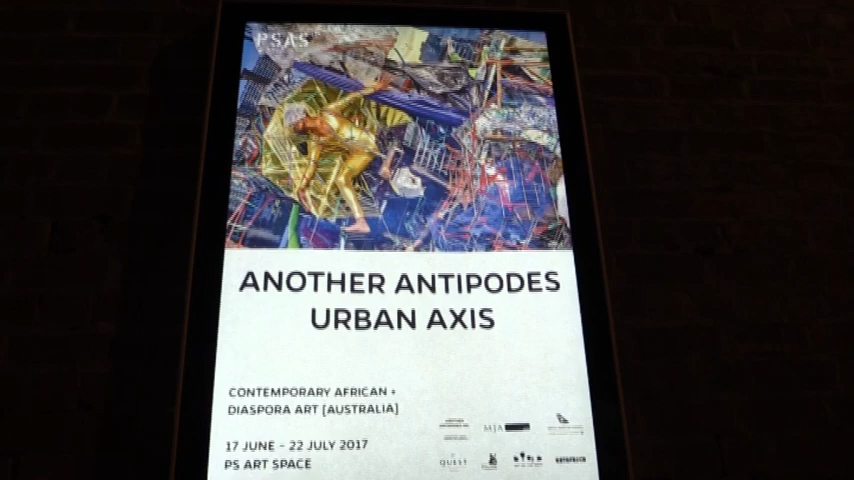 PSAS
ANOTHER ANTIPODES
URBAN AXIS
CONTEMPORARY AFRICAN +
DIASPORA ART [AUSTRALIA]
17 JUNE - 22 JULY 2017
PS ART SPACE
MJA
QUEST